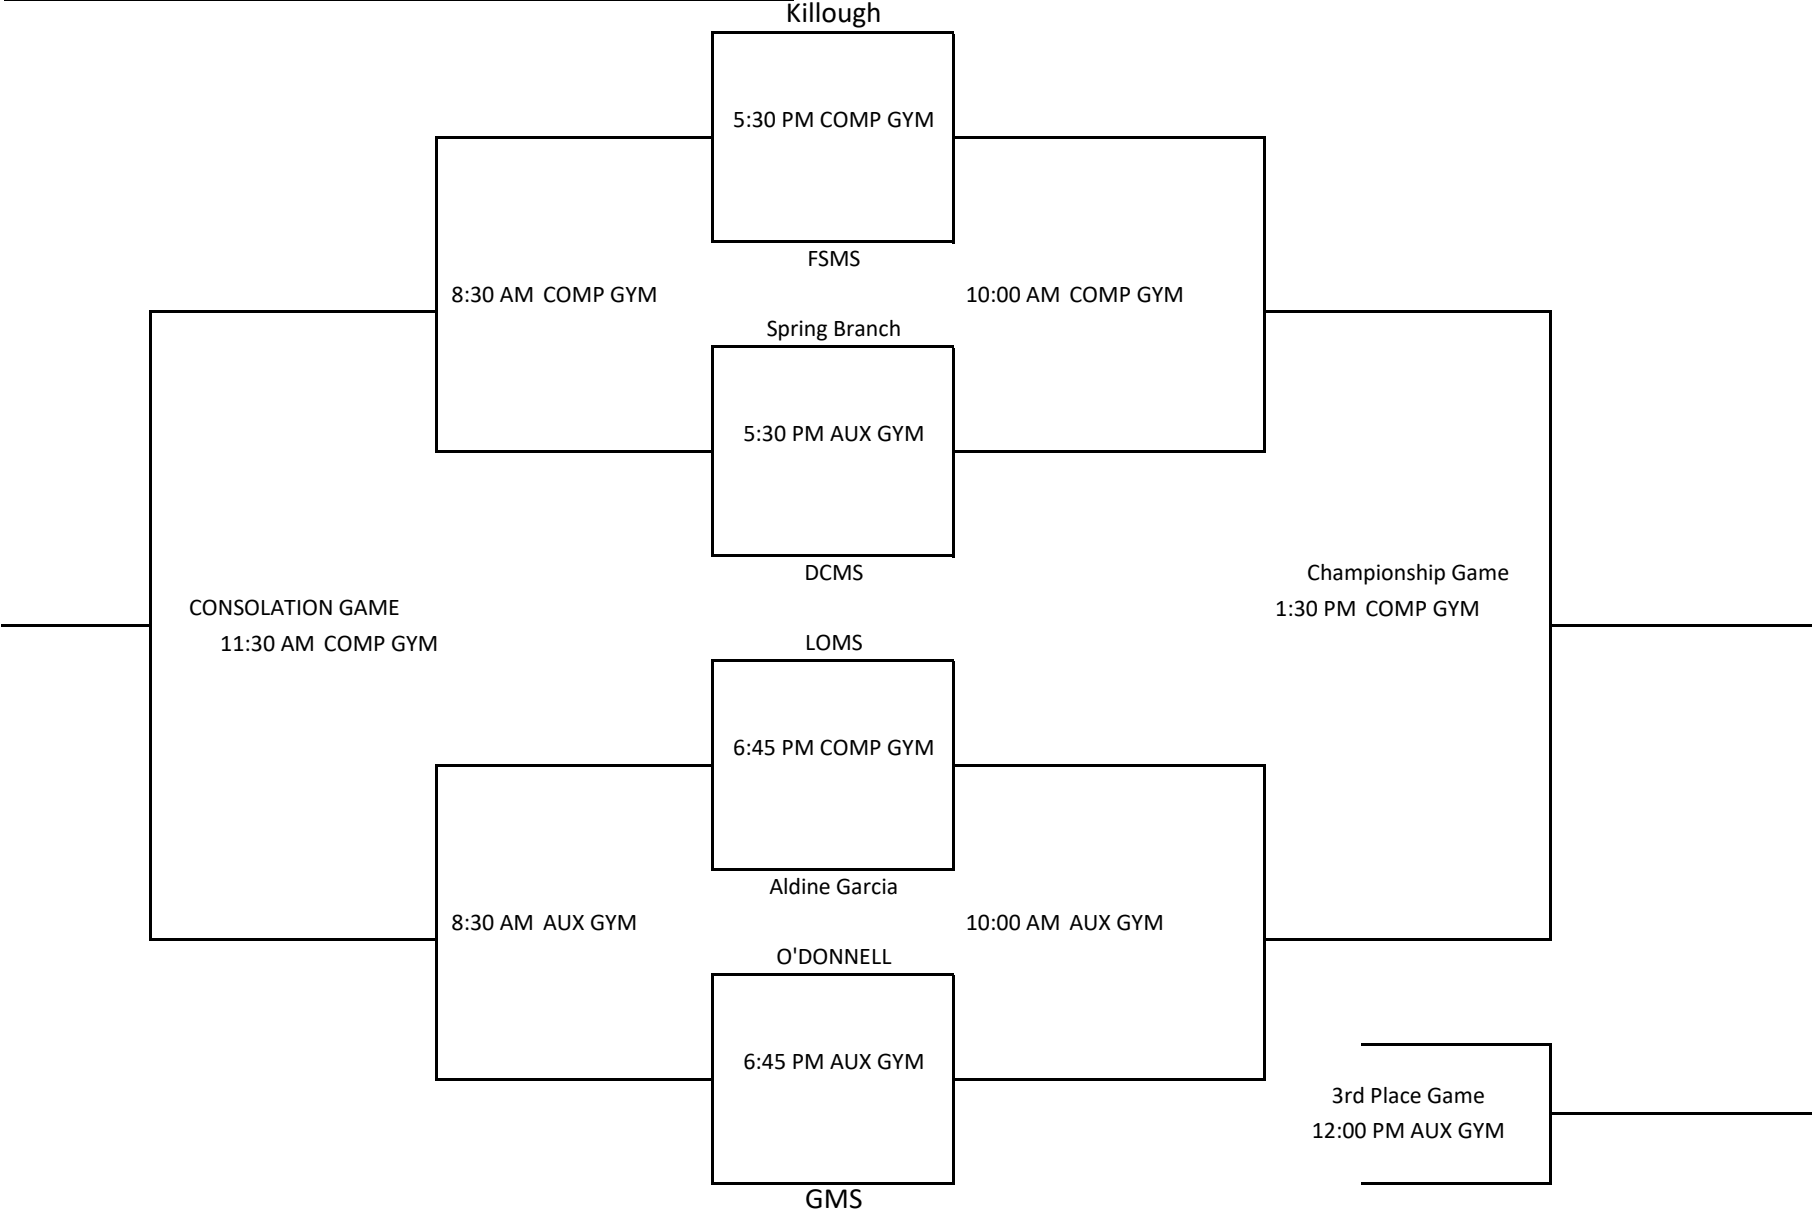 Killough
5:30 PM COMP GYM
FSMS
8:30 AM COMP GYM
10:00 AM COMP GYM
Spring Branch
5:30 PM AUX GYM
DCMS
Championship Game
1:30 PM COMP GYM
CONSOLATION GAME
11:30 AM COMP GYM
LOMS
6:45 PM COMP GYM
Aldine Garcia
8:30 AM AUX GYM
10:00 AM AUX GYM
O'DONNELL
6:45 PM AUX GYM
3rd Place Game
12:00 PM AUX GYM
GMS